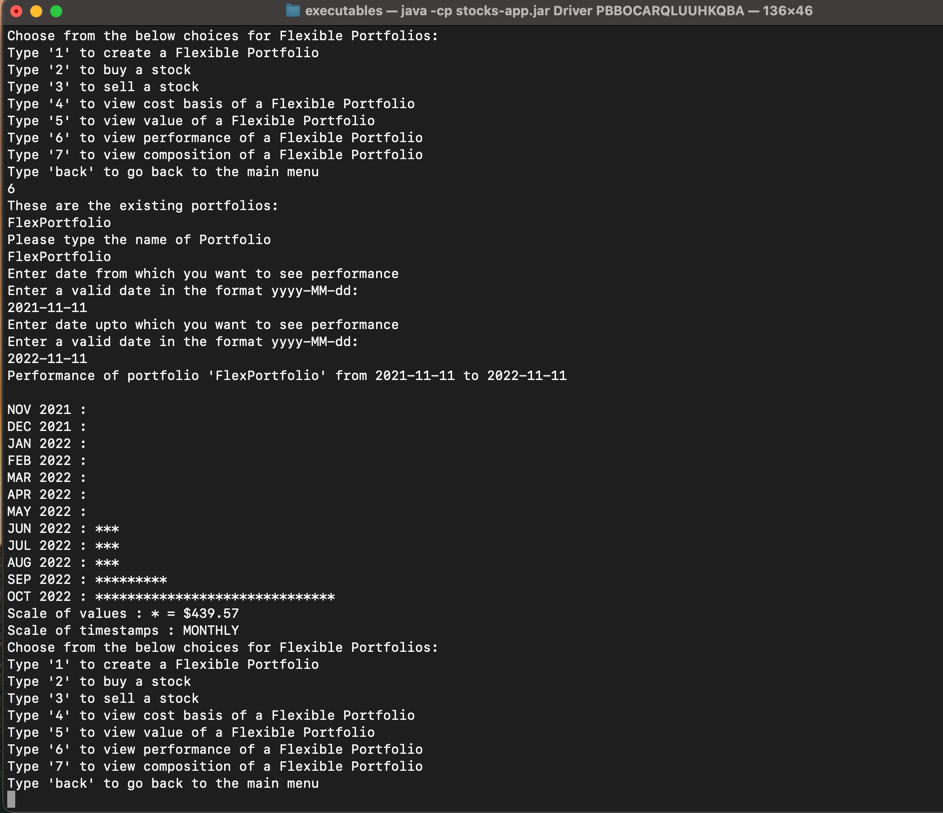 executables — java -cp stocks-app.jar Driver PBBOCARQLUUHKQBA — 136×46
Choose from the below choices for Flexible Portfolios:
Type '1' to create a Flexible Portfolio
Type '2' to buy a stock
Type '3' to sell a stock
Type '4' to view cost basis of a Flexible Portfolio
Type '5' to view value of a Flexible Portfolio
Type '6' to view performance of a Flexible Portfolio
Type '7' to view composition of a Flexible Portfolio
Type 'back' to go back to the main menu
6
These are the existing portfolios:
FlexPortfolio
Please type the name of Portfolio
FlexPortfolio
Enter date from which you want to see performance
Enter a valid date in the format yyyy-MM-dd:
2021-11-11
Enter date upto which you want to see performance
Enter a valid date in the format yyyy-MM-dd:
2022-11-11
Performance of portfolio 'FlexPortfolio' from 2021-11-11 to 2022-11-11
NOV 2021 :
DEC 2021 :
JAN 2022 :
FEB 2022 :
MAR 2022 :
APR 2022 :
MAY 2022 :
JUN 2022 : ***
JUL 2022 : ***
AUG 2022 : ***
SEP 2022 : *********
OCT 2022 : ******************************
Scale of values : * = $439.57
Scale of timestamps : MONTHLY
Choose from the below choices for Flexible Portfolios:
Type '1' to create a Flexible Portfolio
Type '2' to buy a stock
Type '3' to sell a stock
Type '4' to view cost basis of a Flexible Portfolio
Type '5' to view value of a Flexible Portfolio
Type '6' to view performance of a Flexible Portfolio
Type '7' to view composition of a Flexible Portfolio
Type 'back' to go back to the main menu